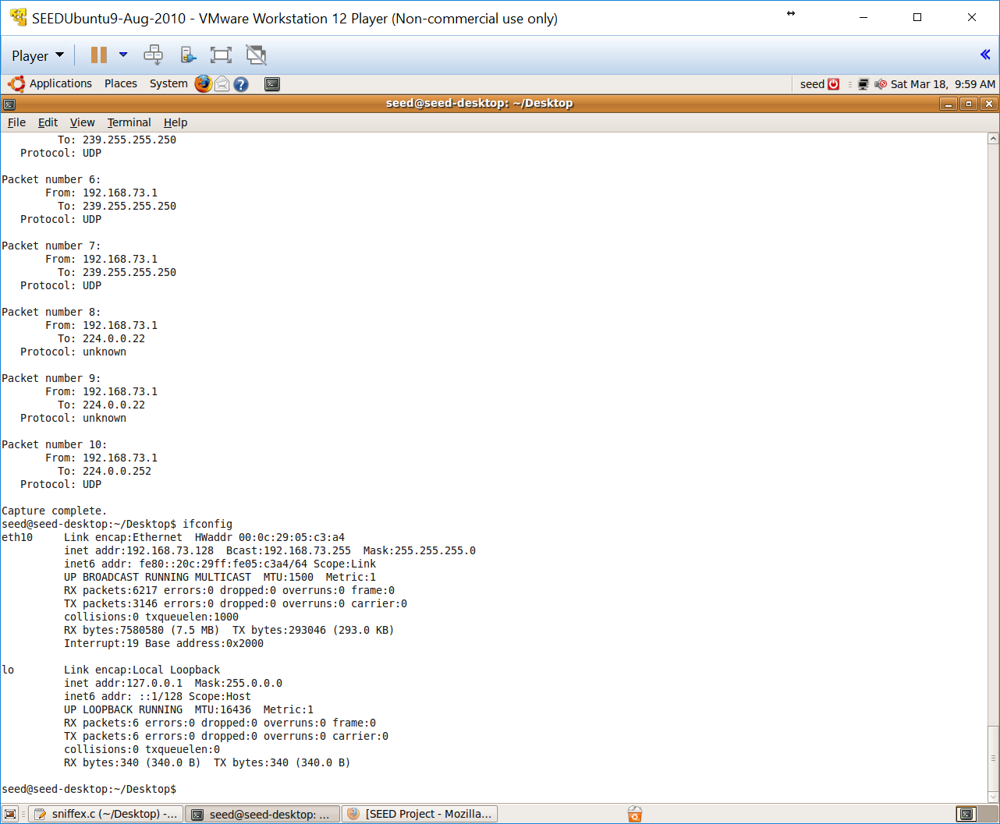 SEEDUbuntu9-Aug-2010 - VMware Workstation 12 Player (Non-commercial use only)
Player
Applications Places System seed Sat Mar 18, 9:59 AM
seed@seed-desktop: ~/Desktop
File Edit View Terminal Help
To: 239.255.255.250
Protocol: UDP
Packet number 6:
From: 192.168.73.1
To: 239.255.255.250
Protocol: UDP
Packet number 7:
From: 192.168.73.1
To: 239.255.255.250
Protocol: UDP
Packet number 8:
From: 192.168.73.1
To: 224.0.0.22
Protocol: unknown
Packet number 9:
From: 192.168.73.1
To: 224.0.0.22
Protocol: unknown
Packet number 10:
From: 192.168.73.1
To: 224.0.0.252
Protocol: UDP
Capture complete.
seed@seed-desktop:~/Desktop$ ifconfig
eth10 Link encap:Ethernet HWaddr 00:0c:29:05:c3:a4
inet addr:192.168.73.128 Bcast:192.168.73.255 Mask:255.255.255.0
inet6 addr: fe80::20c:29ff:fe05:c3a4/64 Scope:Link
UP BROADCAST RUNNING MULTICAST MTU:1500 Metric:1
RX packets:6217 errors:0 dropped:0 overruns:0 frame:0
TX packets:3146 errors:0 dropped:0 overruns:0 carrier:0
collisions:0 txqueuelen:1000
RX bytes:7580580 (7.5 MB) TX bytes:293046 (293.0 KB)
Interrupt:19 Base address:0x2000
lo Link encap:Local Loopback
inet addr:127.0.0.1 Mask:255.0.0.0
inet6 addr: ::1/128 Scope:Host
UP LOOPBACK RUNNING MTU:16436 Metric:1
RX packets:6 errors:0 dropped:0 overruns:0 frame:0
TX packets:6 errors:0 dropped:0 overruns:0 carrier:0
collisions:0 txqueuelen:0
RX bytes:340 (340.0 B) TX bytes:340 (340.0 B)
seed@seed-desktop:~/Desktop$
sniffex.c (~/Desktop) -... seed@seed-desktop: ... [SEED Project - Mozilla...